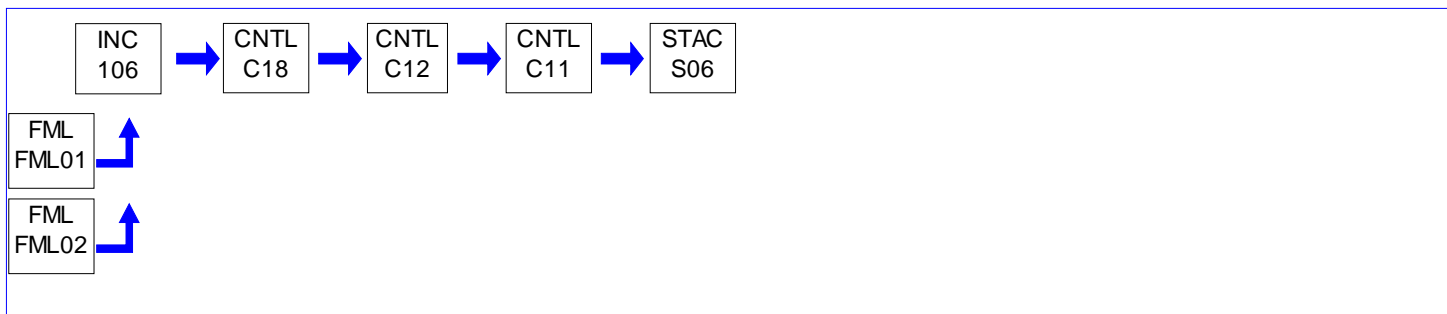 INC
106
CNTL
C18
CNTL
C12
CNTL
C11
STAC
S06
FML
FML01
FML
FML02